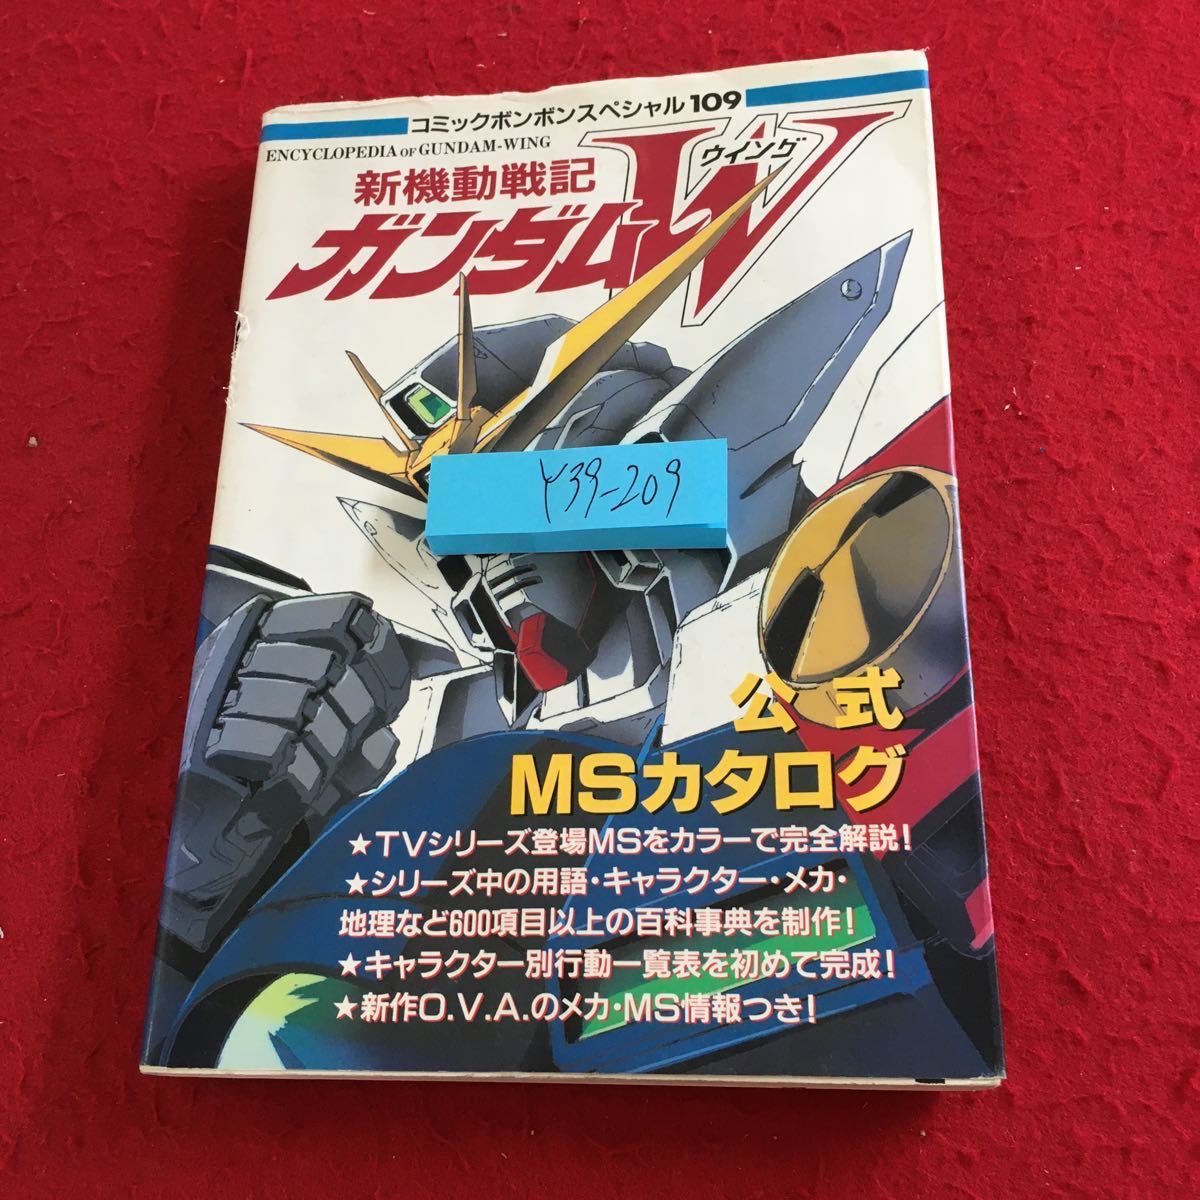 コミックボンボンスペシャル109
ENCYCLOPEDIA OF GUNDAM-WING
新機動戦記
ガンダムW
ウイング
Y39-209
公式
MSカタログ
★TVシリーズ登場MSをカラーで完全解説!
★シリーズ中の用語・キャラクター・メカ・
地理など600項目以上の百科事典を制作!
★キャラクター別行動一覧表を初めて完成!
★新作O.V.A.のメカ・MS情報つき!